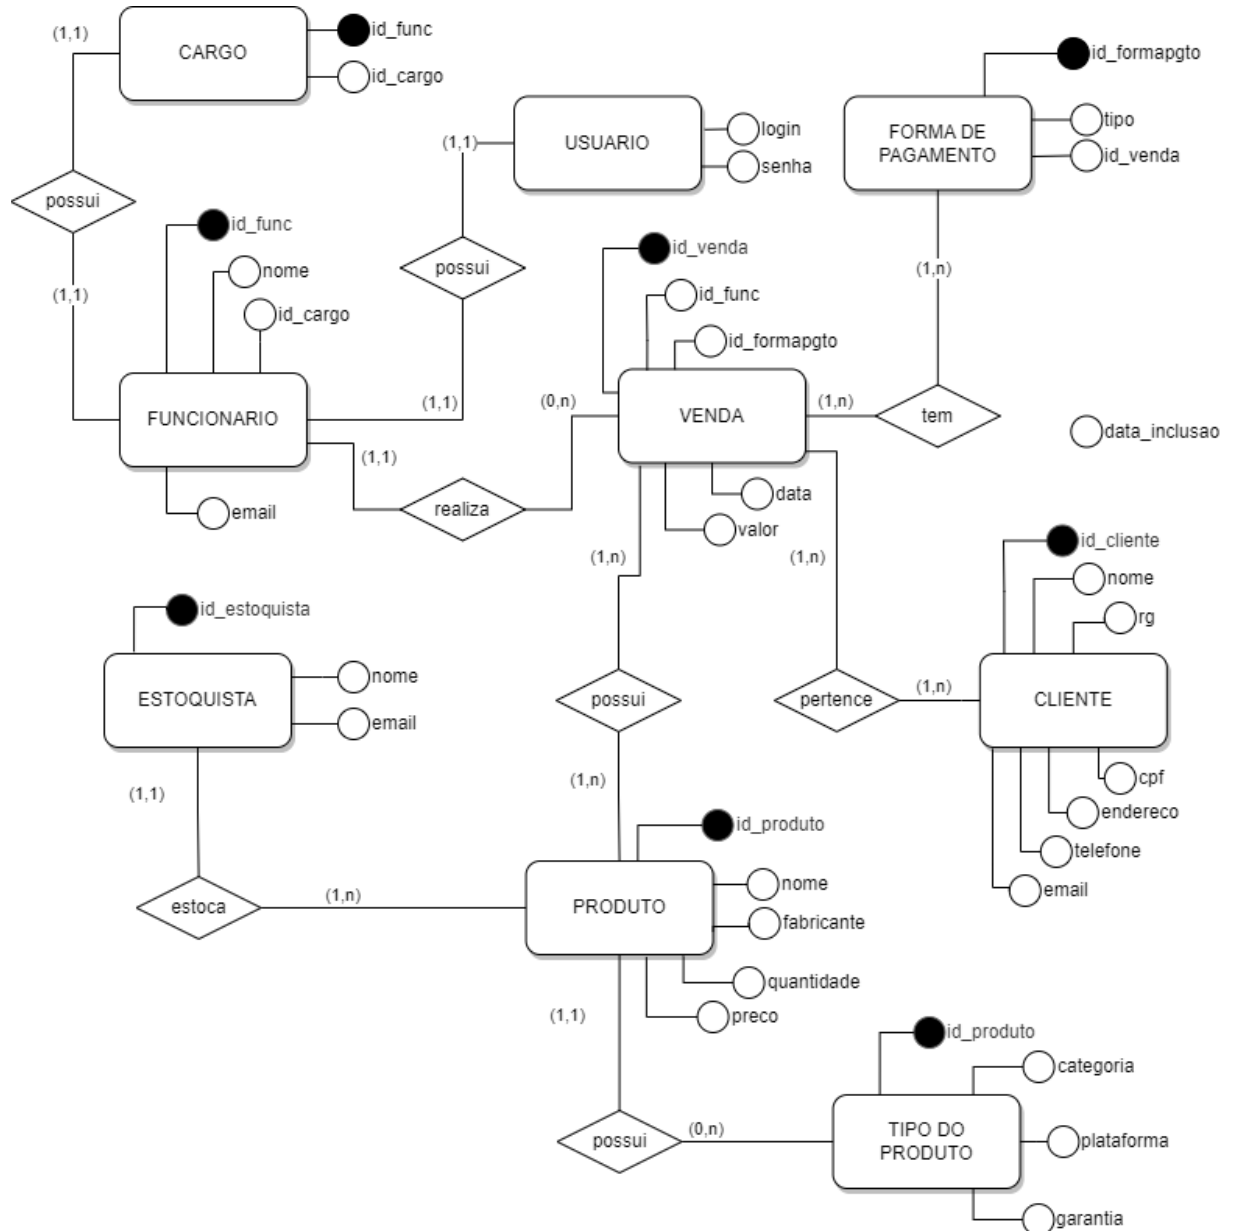 (1,1)
CARGO
id_func
id_cargo
possui
(1,1)
USUARIO
login
senha
(1,1)
possui
(1,1)
FORMA DE
PAGAMENTO
id_formapgto
tipo
id_venda
(1,n)
id_func
nome
id_cargo
FUNCIONARIO
email
(1,1)
realiza
(0,n)
id_venda
id_func
id_formapgto
VENDA
data
valor
(1,n)
tem
data_inclusao
(1,n)
(1,n)
id_cliente
nome
rg
CLIENTE
cpf
endereco
telefone
email
pertence
(1,n)
id_estoquista
nome
email
ESTOQUISTA
(1,1)
estoca
(1,n)
possui
(1,n)
id_produto
nome
fabricante
quantidade
preco
PRODUTO
(1,1)
possui
(0,n)
id_produto
categoria
plataforma
garantia
TIPO DO
PRODUTO